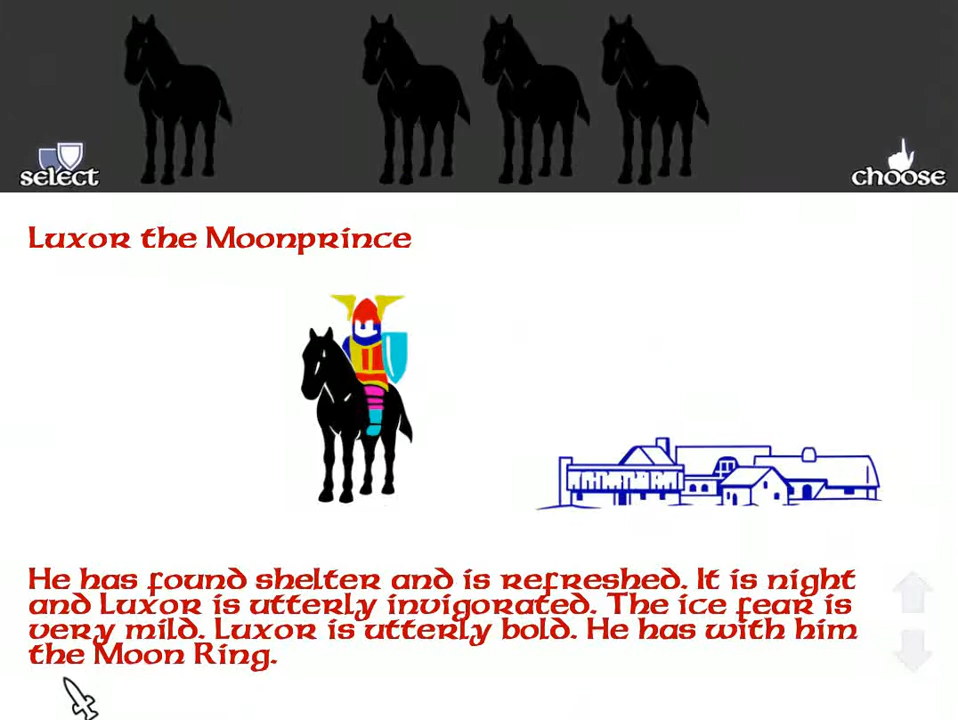 select
choose
Luxor the Moonprince
He has found shelter and is refreshed. It is night
and Luxor is utterly invigorated. The ice fear is
very mild. Luxor is utterly bold. He has with him
the Moon Ring.